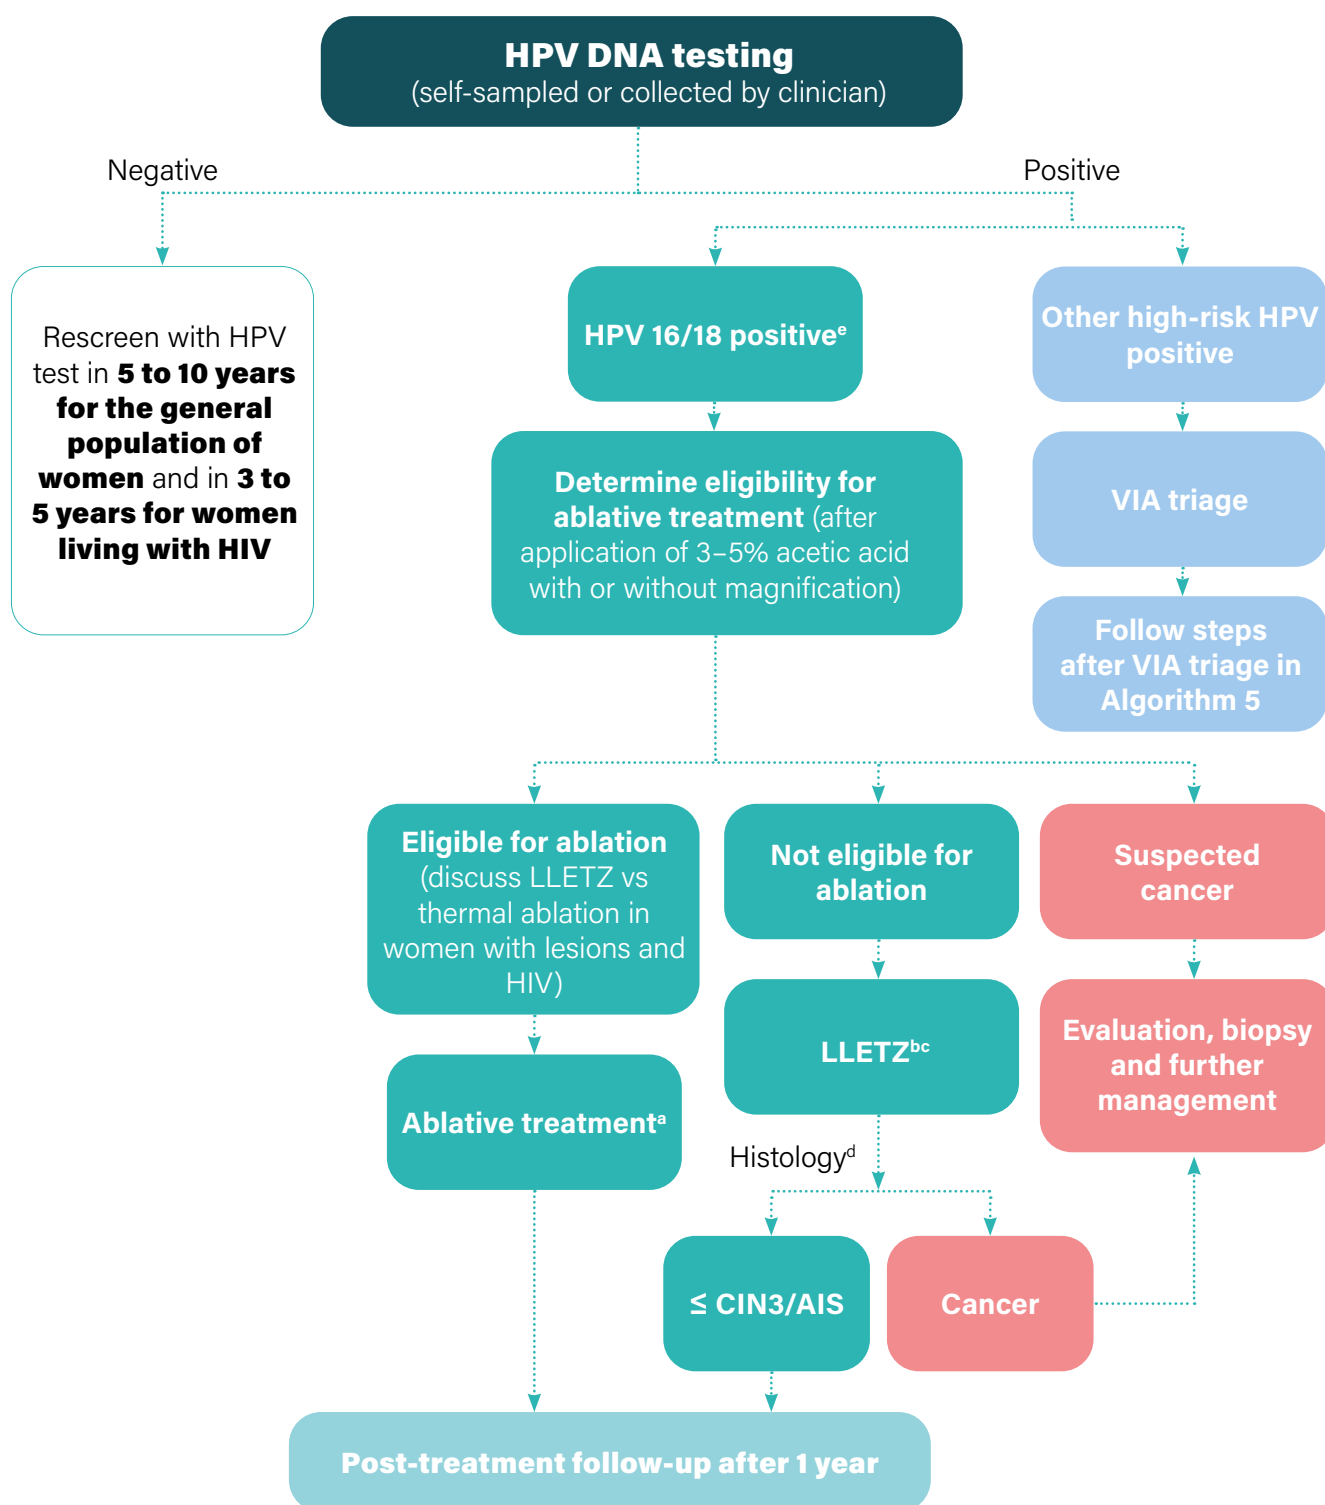 HPV DNA testing
(self-sampled or collected by clinician)
Negative
Positive
Rescreen with HPV
test in 5 to 10 years
for the general
population of
women and in 3 to
5 years for women
living with HIV
HPV 16/18 positiveᵉ
Other high-risk HPV
positive
Determine eligibility for
ablative treatment (after
application of 3–5% acetic acid
with or without magnification)
VIA triage
Follow steps
after VIA triage in
Algorithm 5
Eligible for ablation
(discuss LLETZ vs
thermal ablation in
women with lesions and
HIV)
Not eligible for
ablation
Suspected
cancer
Ablative treatmentᵃ
LLETZᵇᶜ
Evaluation, biopsy
and further
management
Histologyᵈ
≤ CIN3/AIS
Cancer
Post-treatment follow-up after 1 year